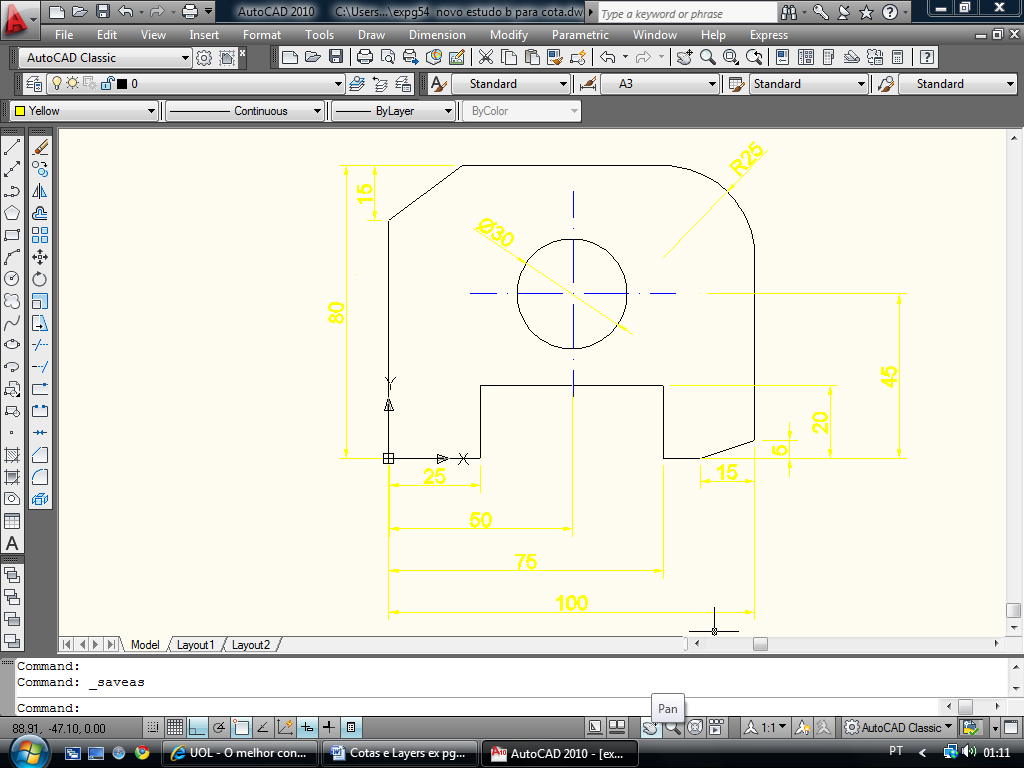 AutoCAD 2010 C:\Users...\expg54 novo estudo b para cota.dw
Type a keyword or phrase
File Edit View Insert Format Tools Draw Dimension Modify Parametric Window Help Express
AutoCAD Classic
0 Standard A3 Standard Standard
Yellow Continuous ByLayer ByColor
R25
15
Ø30
80
45
Y
20
5
X
25
15
50
75
100
A
Model Layout1 Layout2
Command:
Command: _saveas
Command:
Pan
88.91, -47.10, 0.00 1:1 AutoCAD Classic
UOL - O melhor con... Cotas e Layers ex pg... AutoCAD 2010 - [ex... PT 01:11